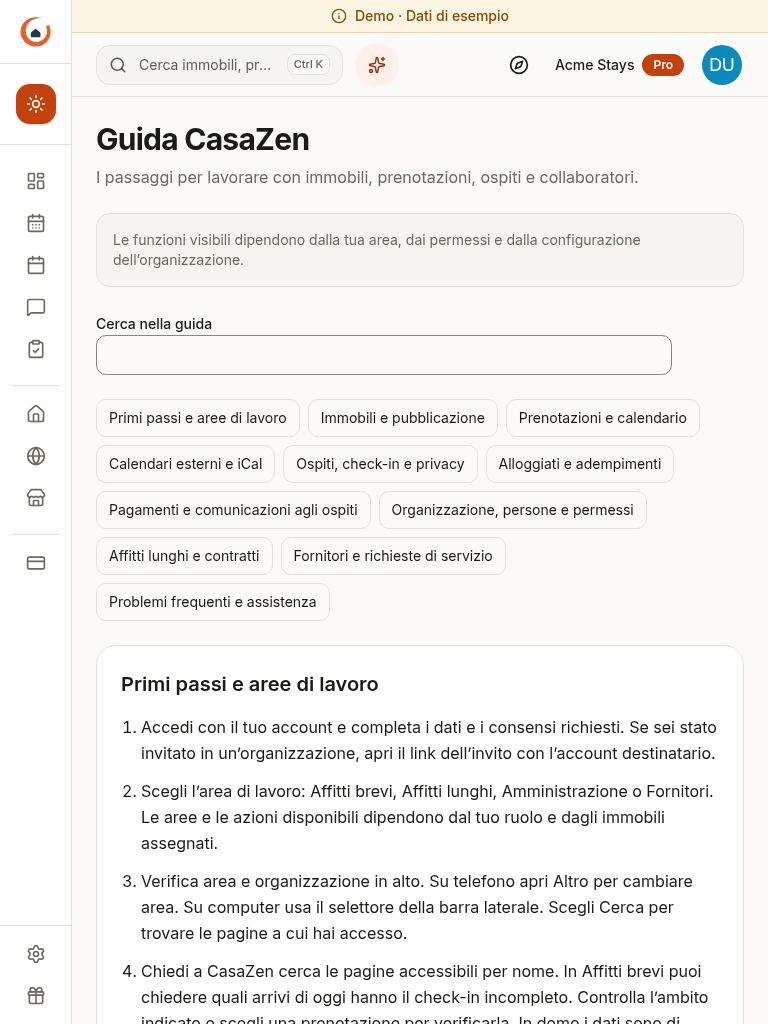 Demo · Dati di esempio
Cerca immobili, pr...
Ctrl K
Acme Stays
Pro
DU
Guida CasaZen
I passaggi per lavorare con immobili, prenotazioni, ospiti e collaboratori.
Le funzioni visibili dipendono dalla tua area, dai permessi e dalla configurazione
dell’organizzazione.
Cerca nella guida
Primi passi e aree di lavoro
Immobili e pubblicazione
Prenotazioni e calendario
Calendari esterni e iCal
Ospiti, check-in e privacy
Alloggiati e adempimenti
Pagamenti e comunicazioni agli ospiti
Organizzazione, persone e permessi
Affitti lunghi e contratti
Fornitori e richieste di servizio
Problemi frequenti e assistenza
Primi passi e aree di lavoro
1. Accedi con il tuo account e completa i dati e i consensi richiesti. Se sei stato
invitato in un’organizzazione, apri il link dell’invito con l’account destinatario.
2. Scegli l’area di lavoro: Affitti brevi, Affitti lunghi, Amministrazione o Fornitori.
Le aree e le azioni disponibili dipendono dal tuo ruolo e dagli immobili
assegnati.
3. Verifica area e organizzazione in alto. Su telefono apri Altro per cambiare
area. Su computer usa il selettore della barra laterale. Scegli Cerca per
trovare le pagine a cui hai accesso.
4. Chiedi a CasaZen cerca le pagine accessibili per nome. In Affitti brevi puoi
chiedere quali arrivi di oggi hanno il check-in incompleto. Controlla l’ambito
indicato e scegli una prenotazione per verificarla. In demo i dati sono di